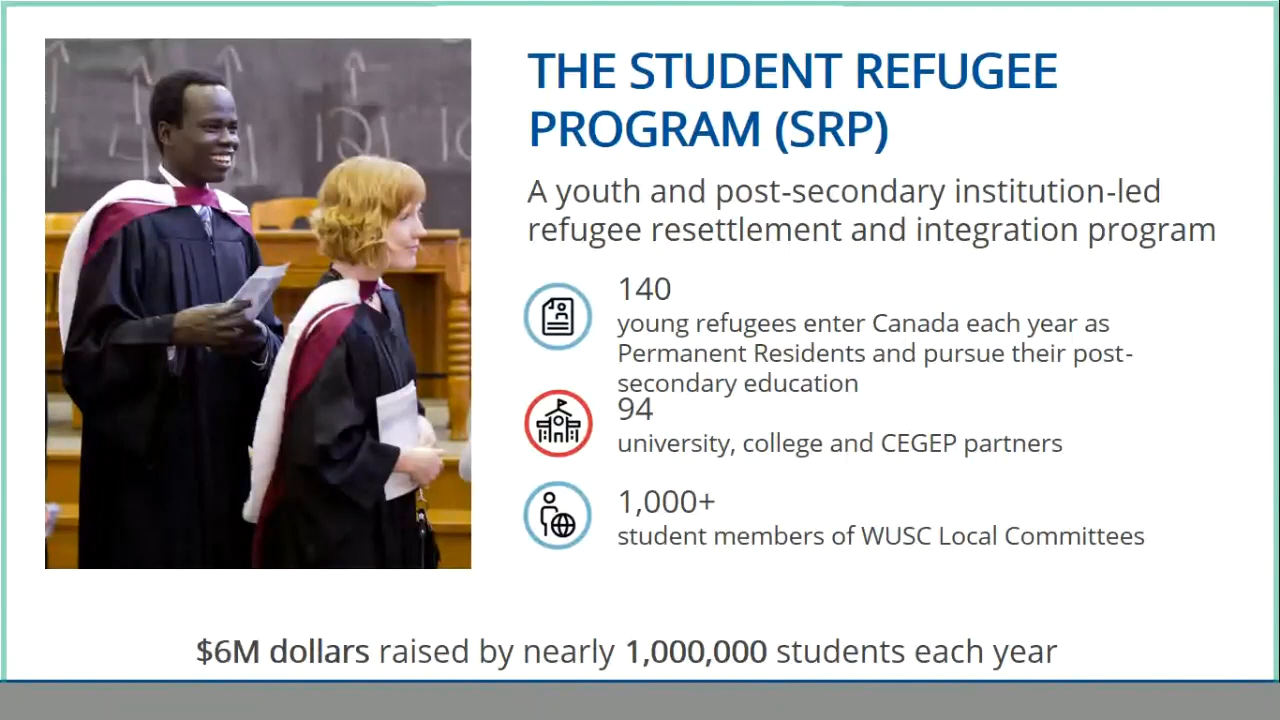 THE STUDENT REFUGEE
PROGRAM (SRP)
A youth and post-secondary institution-led
refugee resettlement and integration program
140
young refugees enter Canada each year as
Permanent Residents and pursue their post-
secondary education
94
university, college and CEGEP partners
1,000+
student members of WUSC Local Committees
$6M dollars raised by nearly 1,000,000 students each year